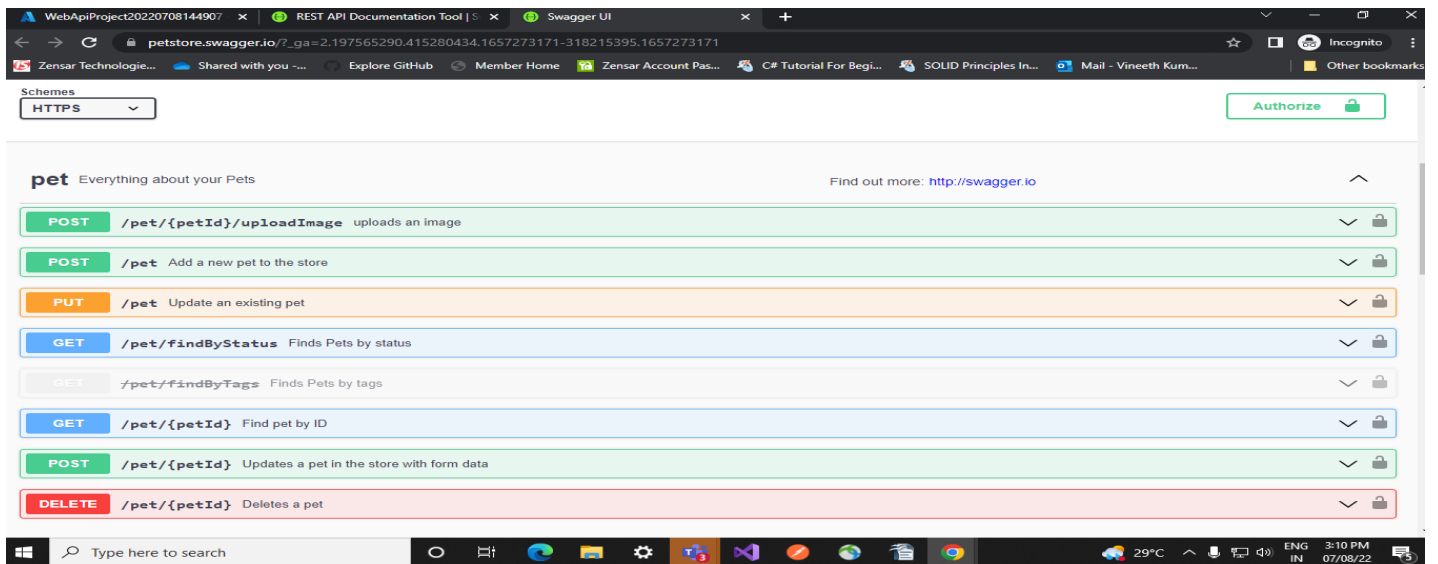 WebApiProject20220708144907 REST API Documentation Tool | S Swagger UI
petstore.swagger.io/?_ga=2.197565290.415280434.1657273171-318215395.1657273171 Incognito
Zensar Technologie... Shared with you -... Explore GitHub Member Home Zensar Account Pas... C# Tutorial For Begi... SOLID Principles In... Mail - Vineeth Kum... Other bookmarks
Schemes
HTTPS Authorize
pet Everything about your Pets Find out more: http://swagger.io
POST /pet/{petId}/uploadImage uploads an image
POST /pet Add a new pet to the store
PUT /pet Update an existing pet
GET /pet/findByStatus Finds Pets by status
GET /pet/findByTags Finds Pets by tags
GET /pet/{petId} Find pet by ID
POST /pet/{petId} Updates a pet in the store with form data
DELETE /pet/{petId} Deletes a pet
Type here to search 3 29°C ENG 3:10 PM
IN 07/08/22 5